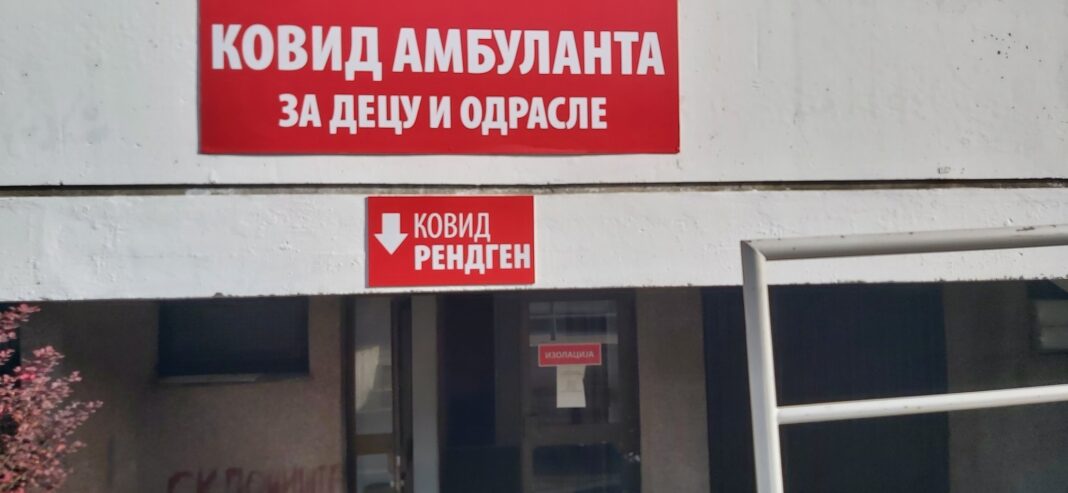 КОВИД АМБУЛАНТА
ЗА ДЕЦУ И ОДРАСЛЕ
КОВИД
РЕНДГЕН
ИЗОЛАЦИЈА